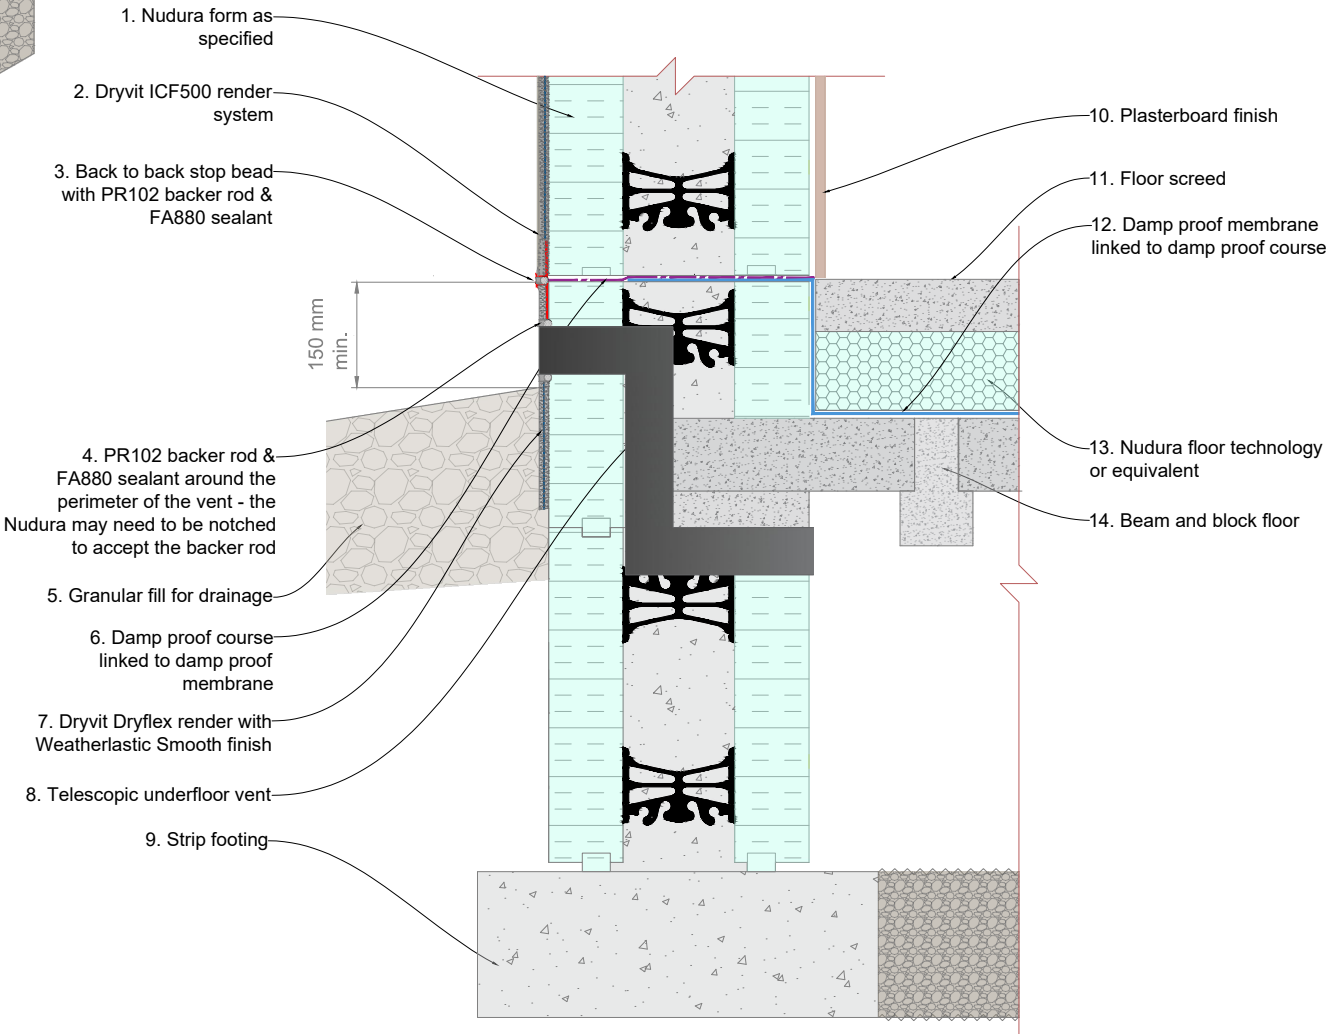 1. Nudura form as
specified
2. Dryvit ICF500 render
system
3. Back to back stop bead
with PR102 backer rod &
FA880 sealant
150 mm
min.
4. PR102 backer rod &
FA880 sealant around the
perimeter of the vent - the
Nudura may need to be notched
to accept the backer rod
5. Granular fill for drainage
6. Damp proof course
linked to damp proof
membrane
7. Dryvit Dryflex render with
Weatherlastic Smooth finish
8. Telescopic underfloor vent
9. Strip footing
10. Plasterboard finish
11. Floor screed
12. Damp proof membrane
linked to damp proof course
13. Nudura floor technology
or equivalent
14. Beam and block floor